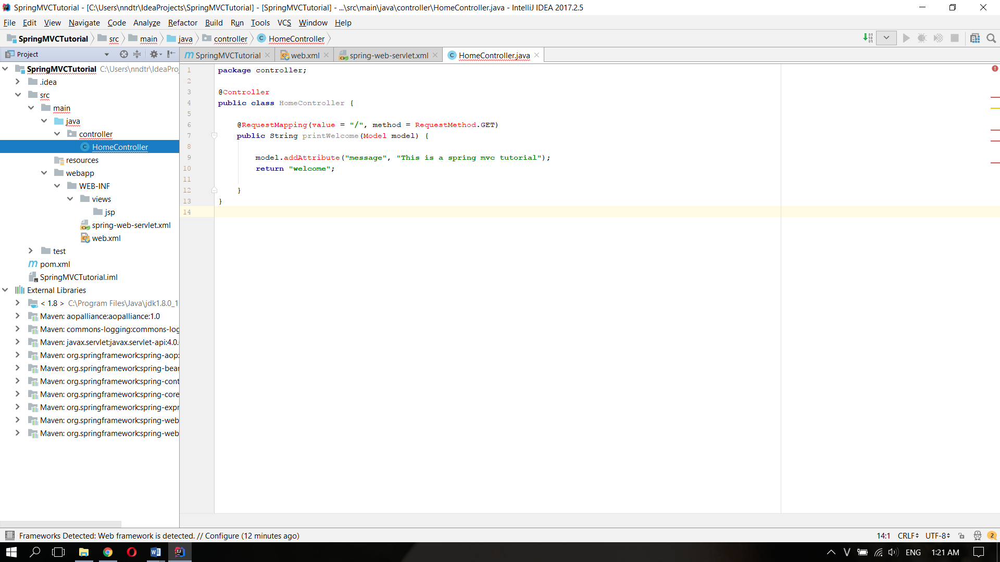 SpringMVCTutorial - [C:\Users\nndtr\IdeaProjects\SpringMVCTutorial] - [SpringMVCTutorial] - ...\src\main\java\controller\HomeController.java - IntelliJ IDEA 2017.2.5
File Edit View Navigate Code Analyze Refactor Build Run Tools VCS Window Help
SpringMVCTutorial src main java controller HomeController
Project
SpringMVCTutorial web.xml spring-web-servlet.xml HomeController.java
SpringMVCTutorial C:\Users\nndtr\IdeaPro
.idea
src
main
java
controller
HomeController
resources
webapp
WEB-INF
views
jsp
spring-web-servlet.xml
web.xml
test
pom.xml
SpringMVCTutorial.iml
External Libraries
< 1.8 > C:\Program Files\Java\jdk1.8.0_1
Maven: aopalliance:aopalliance:1.0
Maven: commons-logging:commons-log
Maven: javax.servlet:javax.servlet-api:4.0.
Maven: org.springframework:spring-aop:
Maven: org.springframework:spring-bear
Maven: org.springframework:spring-cont
Maven: org.springframework:spring-core
Maven: org.springframework:spring-expr
Maven: org.springframework:spring-web
Maven: org.springframework:spring-web
1 package controller;
2
3 @Controller
4 public class HomeController {
5
6 @RequestMapping(value = "/", method = RequestMethod.GET)
7 public String printWelcome(Model model) {
8
9 model.addAttribute("message", "This is a spring mvc tutorial");
10 return "welcome";
11
12 }
13 }
14
Frameworks Detected: Web framework is detected. // Configure (12 minutes ago)
14:1 CRLF UTF-8 2
ENG 1:21 AM